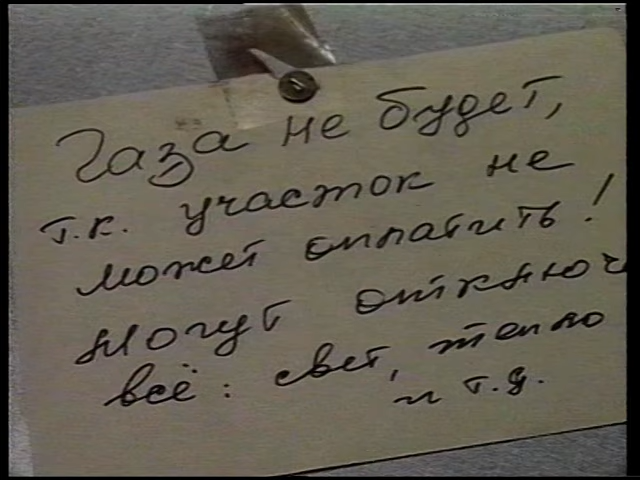 Газа не будет,
т.к. участок не
может оплатить!
Могут отключ
всё: свет, тепло
и т.д.